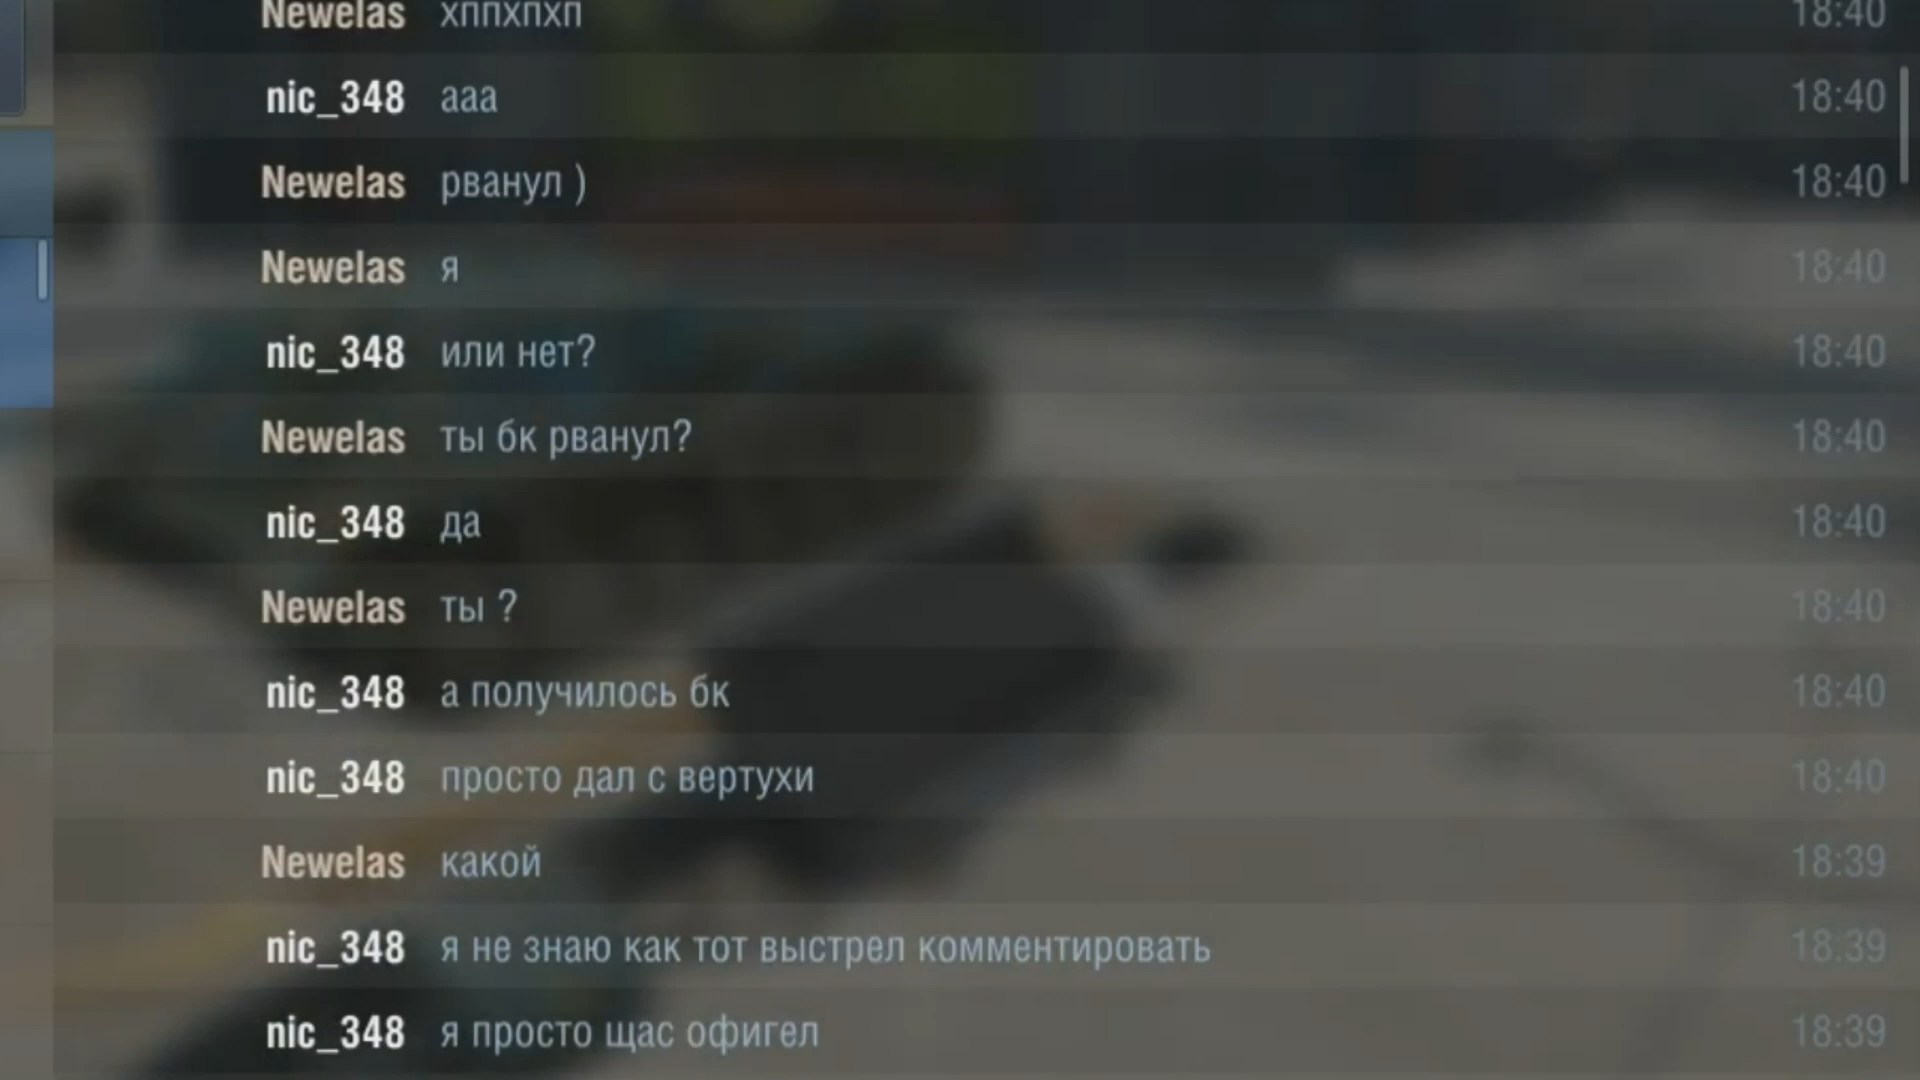 Newelas хппхпхп 18:40
nic_348 ааа 18:40
Newelas рванул ) 18:40
Newelas я 18:40
nic_348 или нет? 18:40
Newelas ты бк рванул? 18:40
nic_348 да 18:40
Newelas ты ? 18:40
nic_348 а получилось бк 18:40
nic_348 просто дал с вертухи 18:40
Newelas какой 18:39
nic_348 я не знаю как тот выстрел комментировать 18:39
nic_348 я просто щас офигел 18:39